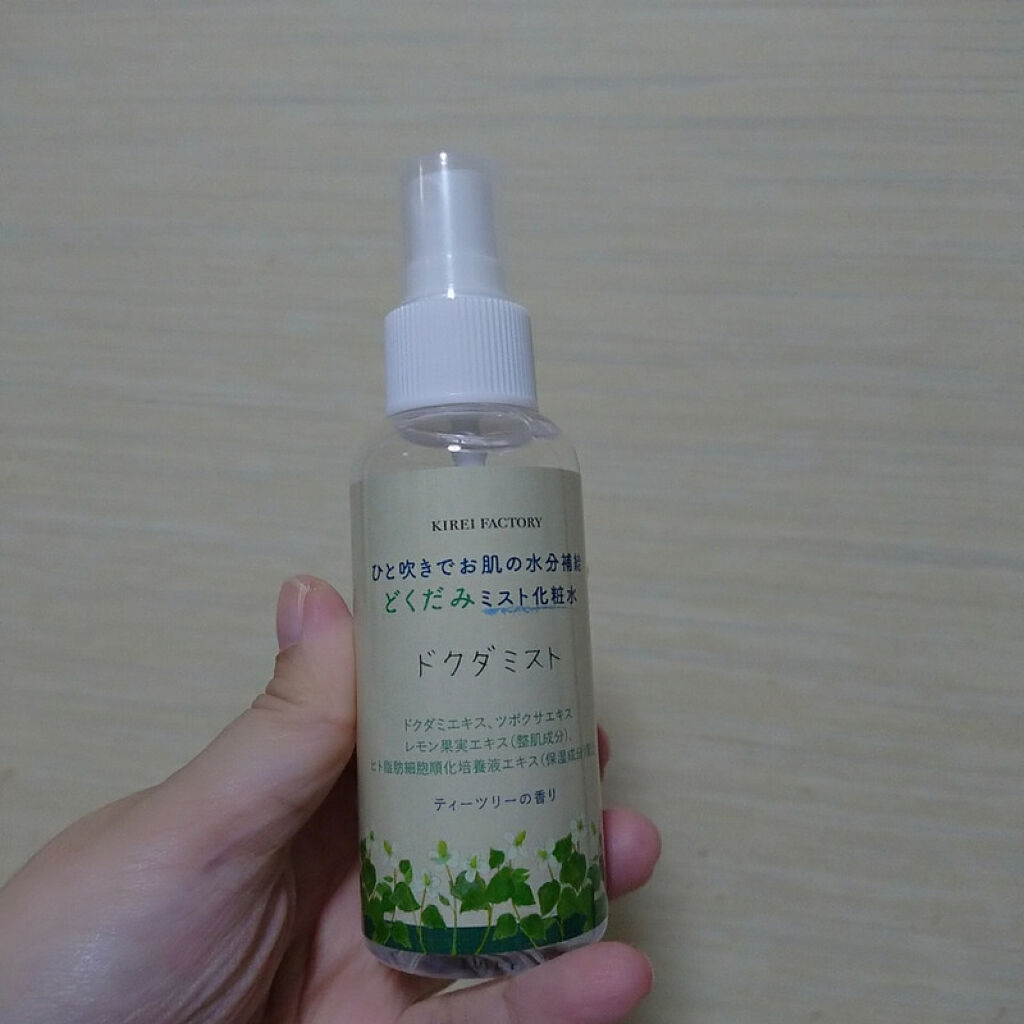 KIREI FACTORY
ひと吹きでお肌の水分補給
どくだみミスト化粧水
ドクダミスト
ドクダミエキス、ツボクサエキス
レモン果実エキス(整肌成分)、
ヒト脂肪細胞順化培養液エキス(保湿成分)
ティーツリーの香り